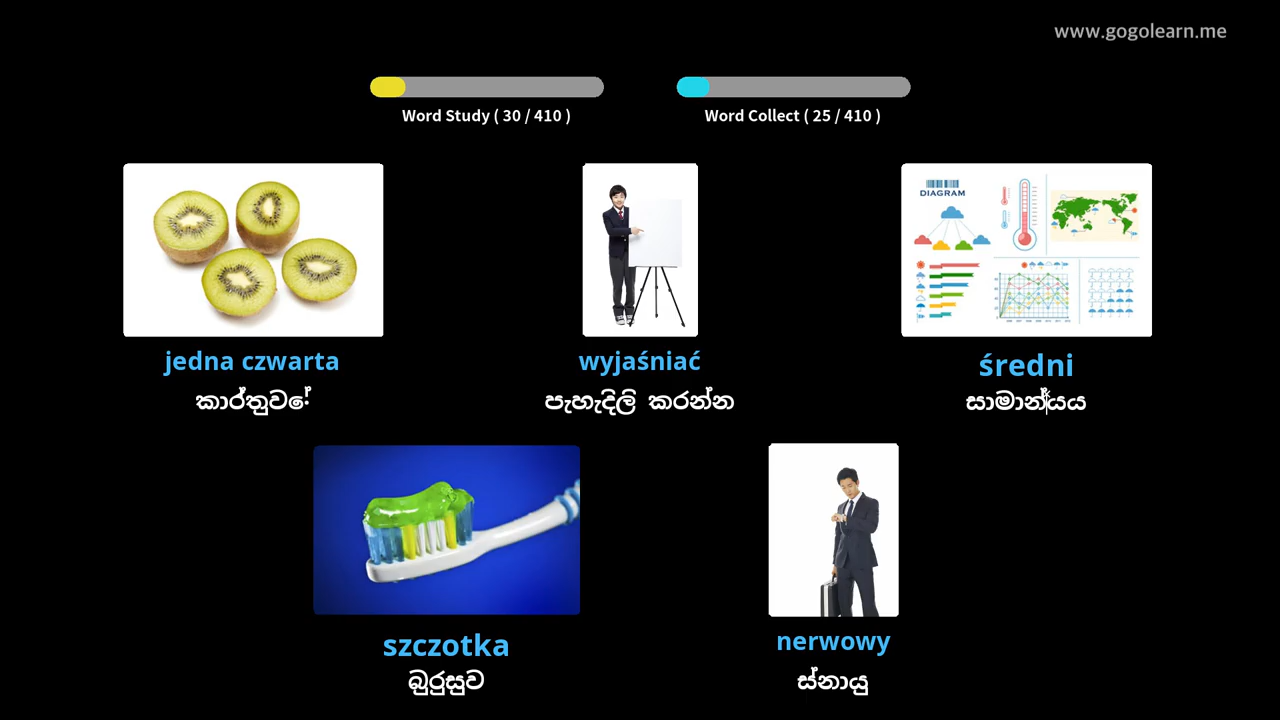 www.gogolearn.me
Word Study ( 30 / 410 )
Word Collect ( 25 / 410 )
DIAGRAM
jedna czwarta
කාර්තුවේ
wyjaśniać
පැහැදිලි කරන්න
średni
සාමාන්‍යය
szczotka
බුරුසුව
nerwowy
ස්නායු